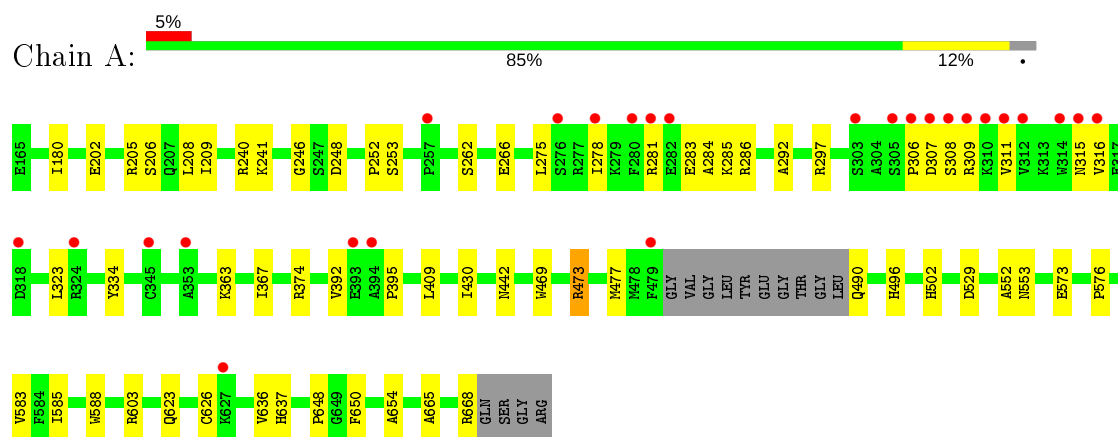 5%
Chain A:
85%
12%
E165 I180 E202 R205 S206 Q207 L208 I209 R240 K241 G246 S247 D248 P252 S253 P257 S262 E266 L275 S276 R277 I278 K279 F280 R281 E282 E283 A284 K285 R286 A292 R297 S303 A304 S305 P306 D307 S308 R309 K310 V311 V312 K313 W314 N315 V316 E317
D318 L323 R324 Y334 C345 A353 K363 I367 R374 V392 E393 A394 P395 L409 I430 N442 W469 R473 M477 M478 F479 GLY VAL GLY LEU TYR GLU GLY THR GLY LEU Q490 H496 H502 D529 A552 N553 E573 P576
V583 F584 I585 W588 R603 Q623 C626 K627 V636 H637 P648 G649 F650 A654 A665 R668 GLN SER GLY ARG